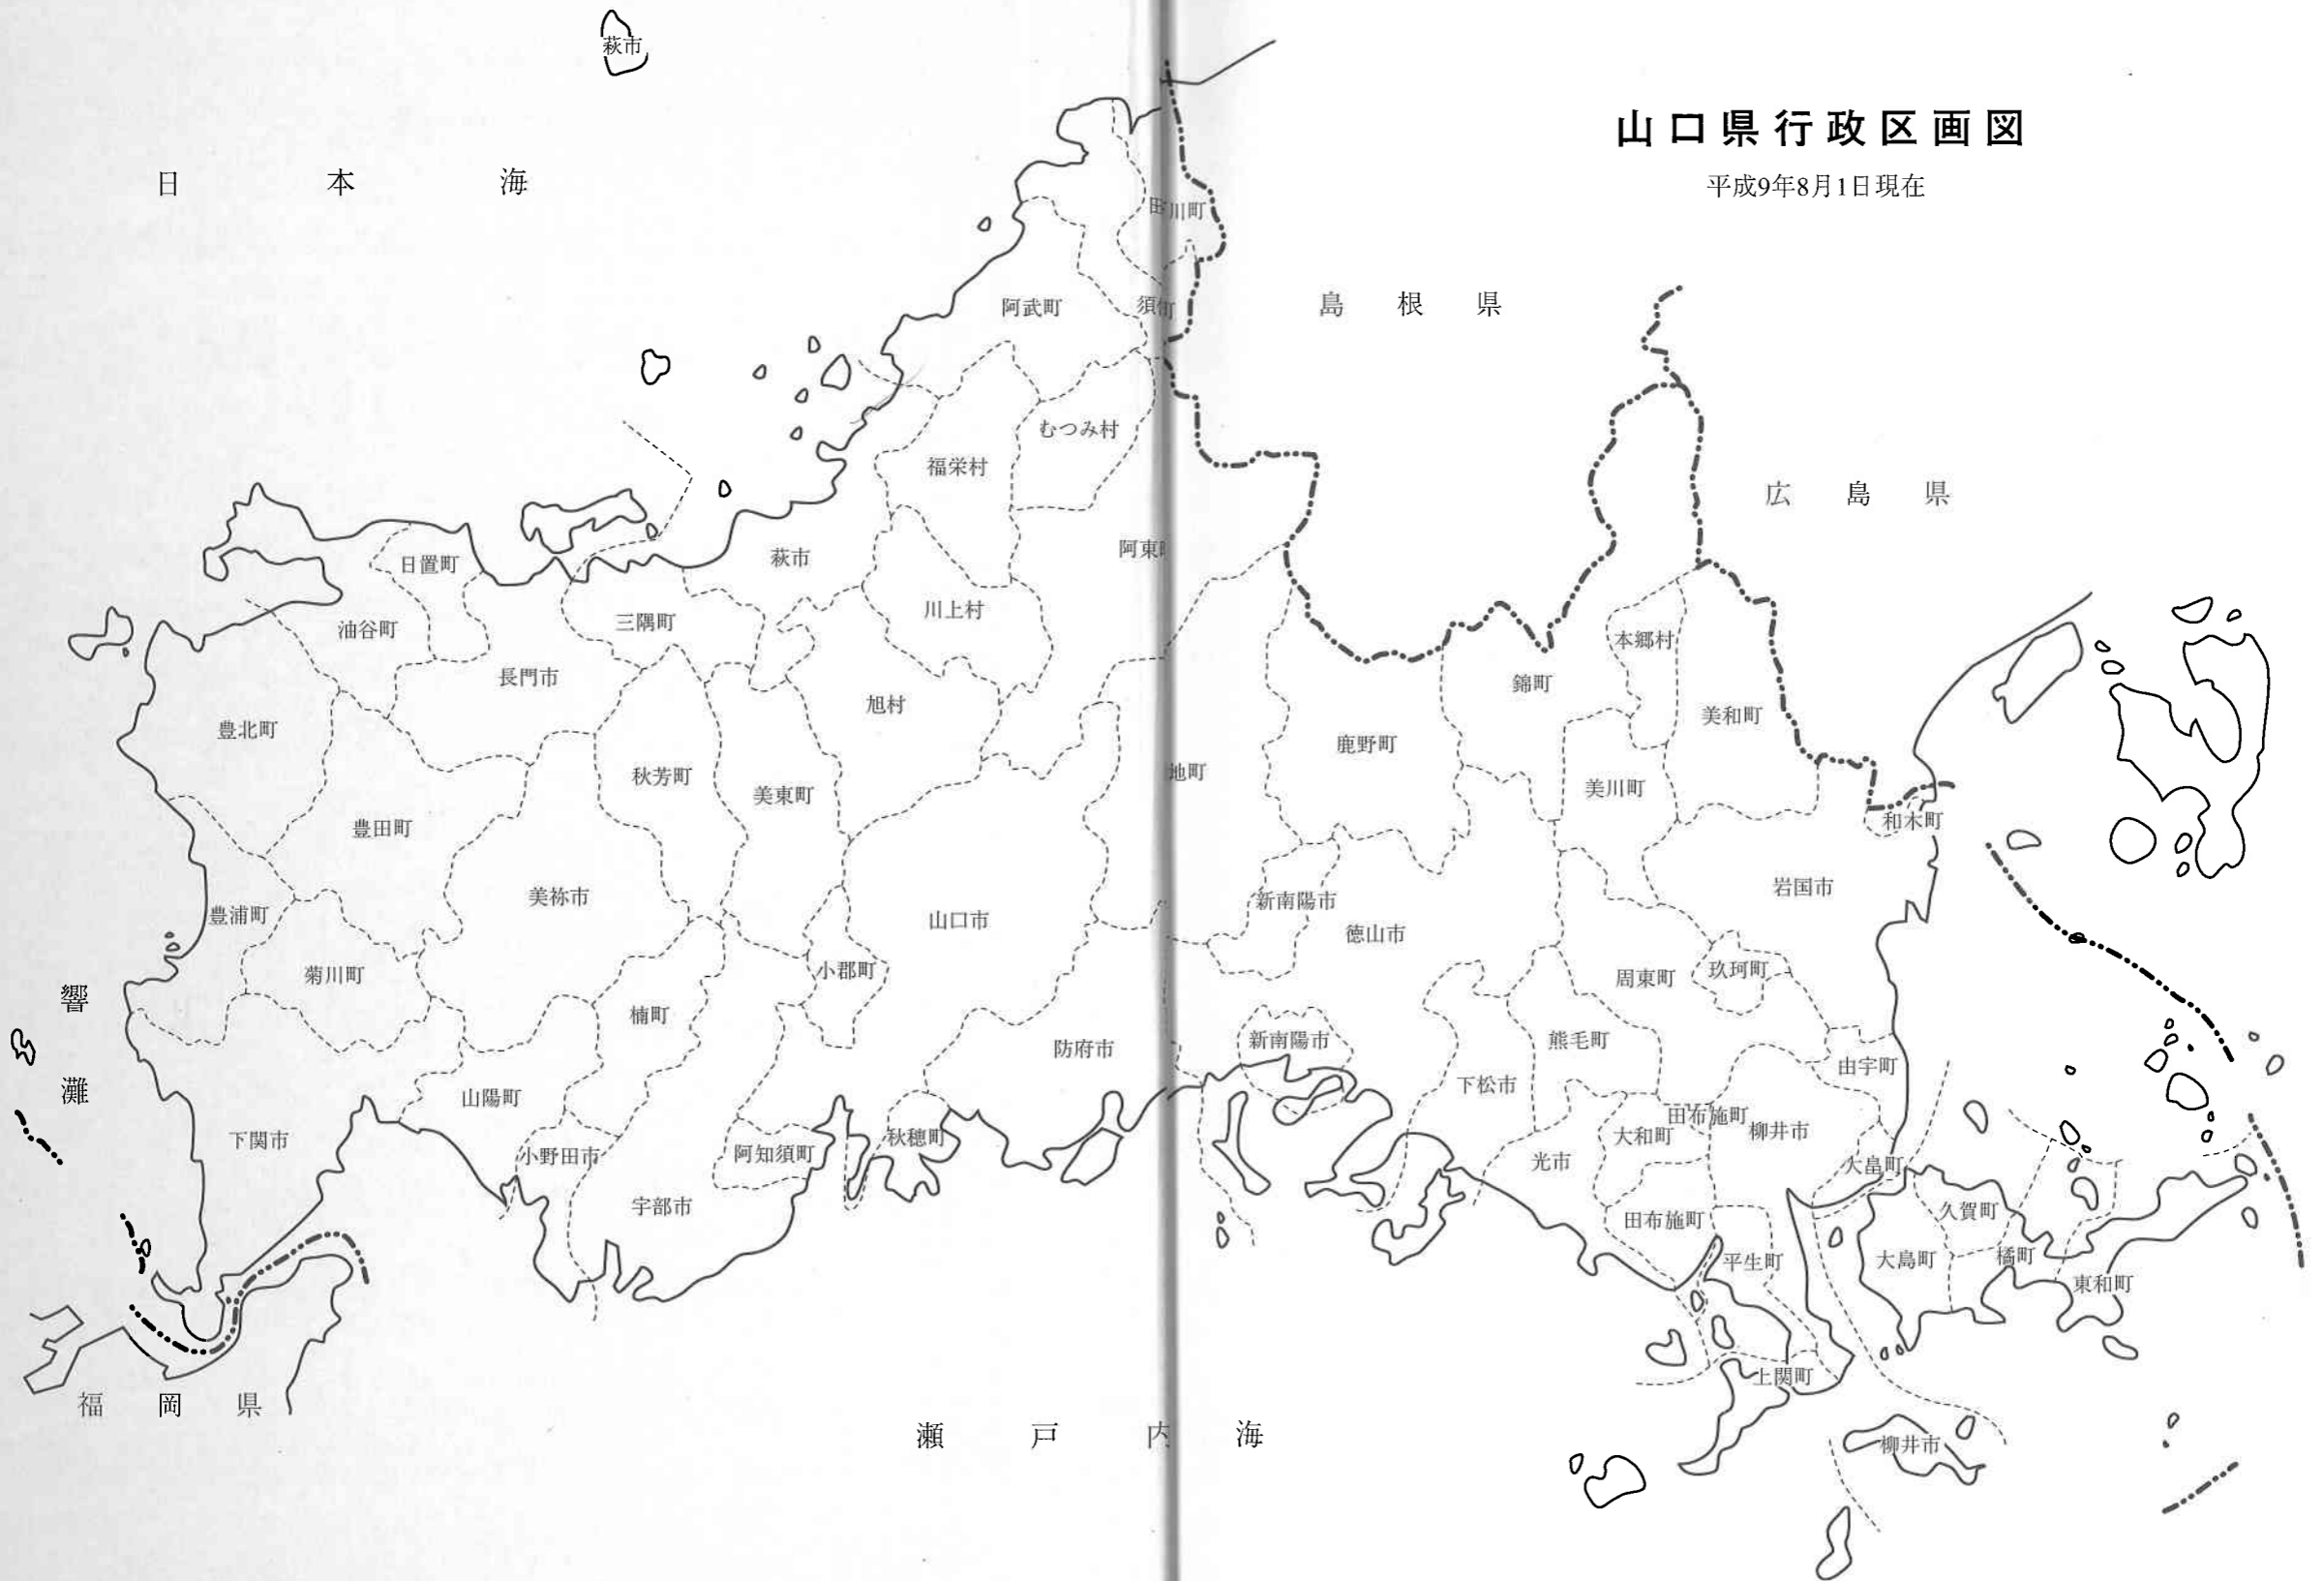 山口県行政区画図
平成9年8月1日現在
萩市
日本海
川町
阿武町
須
町
島根県
むつみ村
福栄村
広島県
日置町
萩市
阿東
油谷町
三隅町
川上村
本郷村
長門市
旭村
錦町
豊北町
美和町
鹿野町
秋芳町
美東町
地町
美川町
豊田町
和木町
美祢市
岩国市
豊浦町
山口市
新南陽市
徳山市
菊川町
小郡町
周東町
玖珂町
響灘
楠町
防府市
新南陽市
熊毛町
由宇町
山陽町
下松市
下関市
秋穂町
田布施町
大和町
柳井市
小野田市
阿知須町
光市
大畠町
宇部市
田布施町
久賀町
平生町
大島町
橘町
東和町
上関町
福岡県
瀬戸内海
柳井市